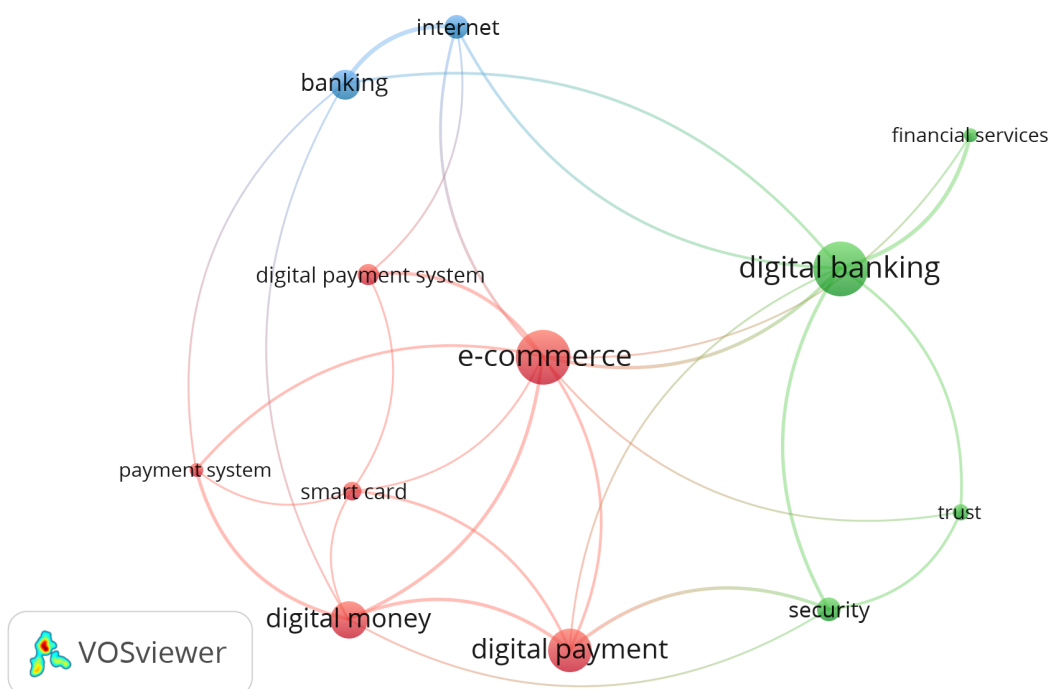 internet
banking
financial services
digital banking
digital payment system
e-commerce
payment system
smart card
trust
security
digital money
digital payment
VOSviewer